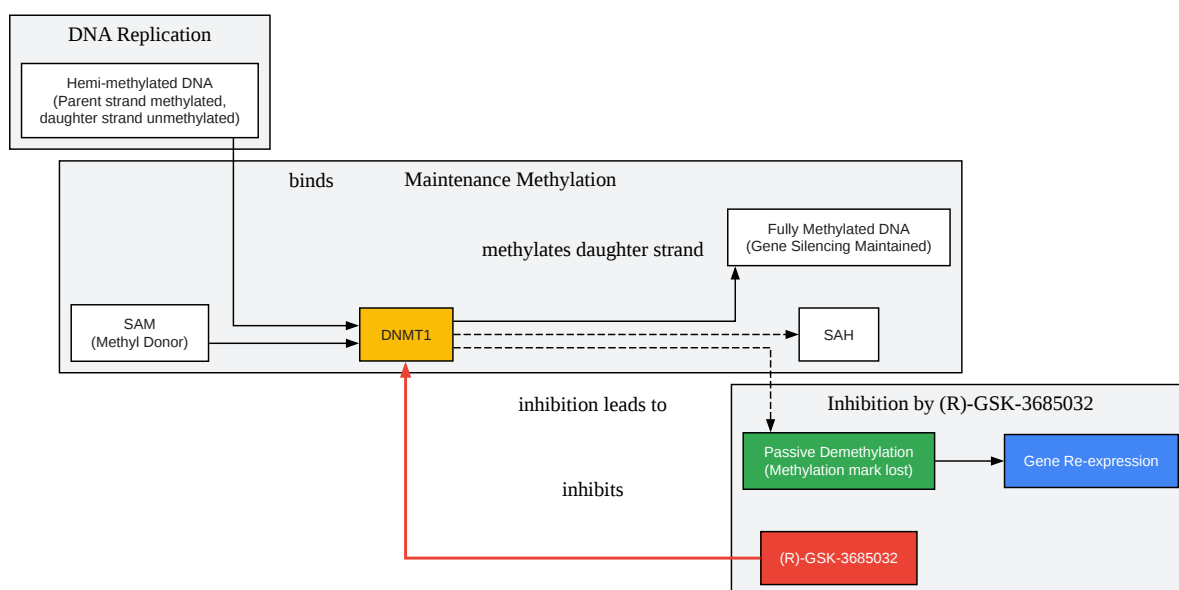 DNA Replication
Hemi-methylated DNA
(Parent strand methylated,
daughter strand unmethylated)
binds
Maintenance Methylation
Fully Methylated DNA
(Gene Silencing Maintained)
methylates daughter strand
SAM
(Methyl Donor)
DNMT1
SAH
inhibition leads to
Inhibition by (R)-GSK-3685032
Passive Demethylation
(Methylation mark lost)
Gene Re-expression
inhibits
(R)-GSK-3685032